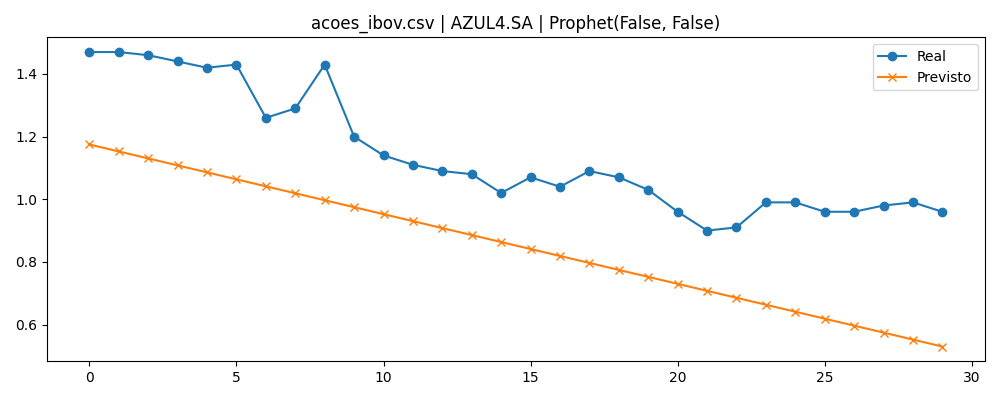 acoes_ibov.csv | AZUL4.SA | Prophet(False, False)
Real
Previsto
1.4
1.2
1.0
0.8
0.6
0 5 10 15 20 25 30